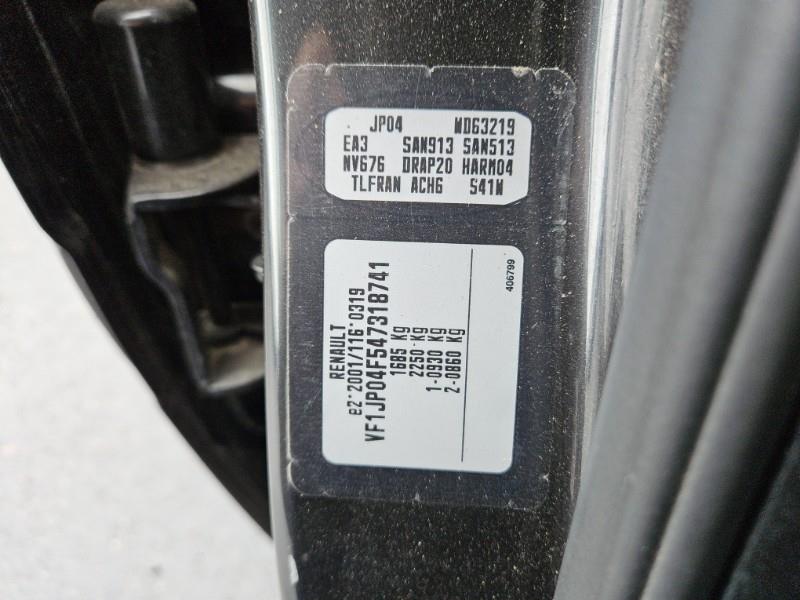 JP04 WD63219
EA3 SAN913 SAN513
NV676 DRAP20 HARM04
TLFRAN ACH6 541W
RENAULT
e2*2001/116*0319
VF1JP04F547318741
1685 Kg
2250 Kg
1-0930 Kg
2-0860 Kg
406799